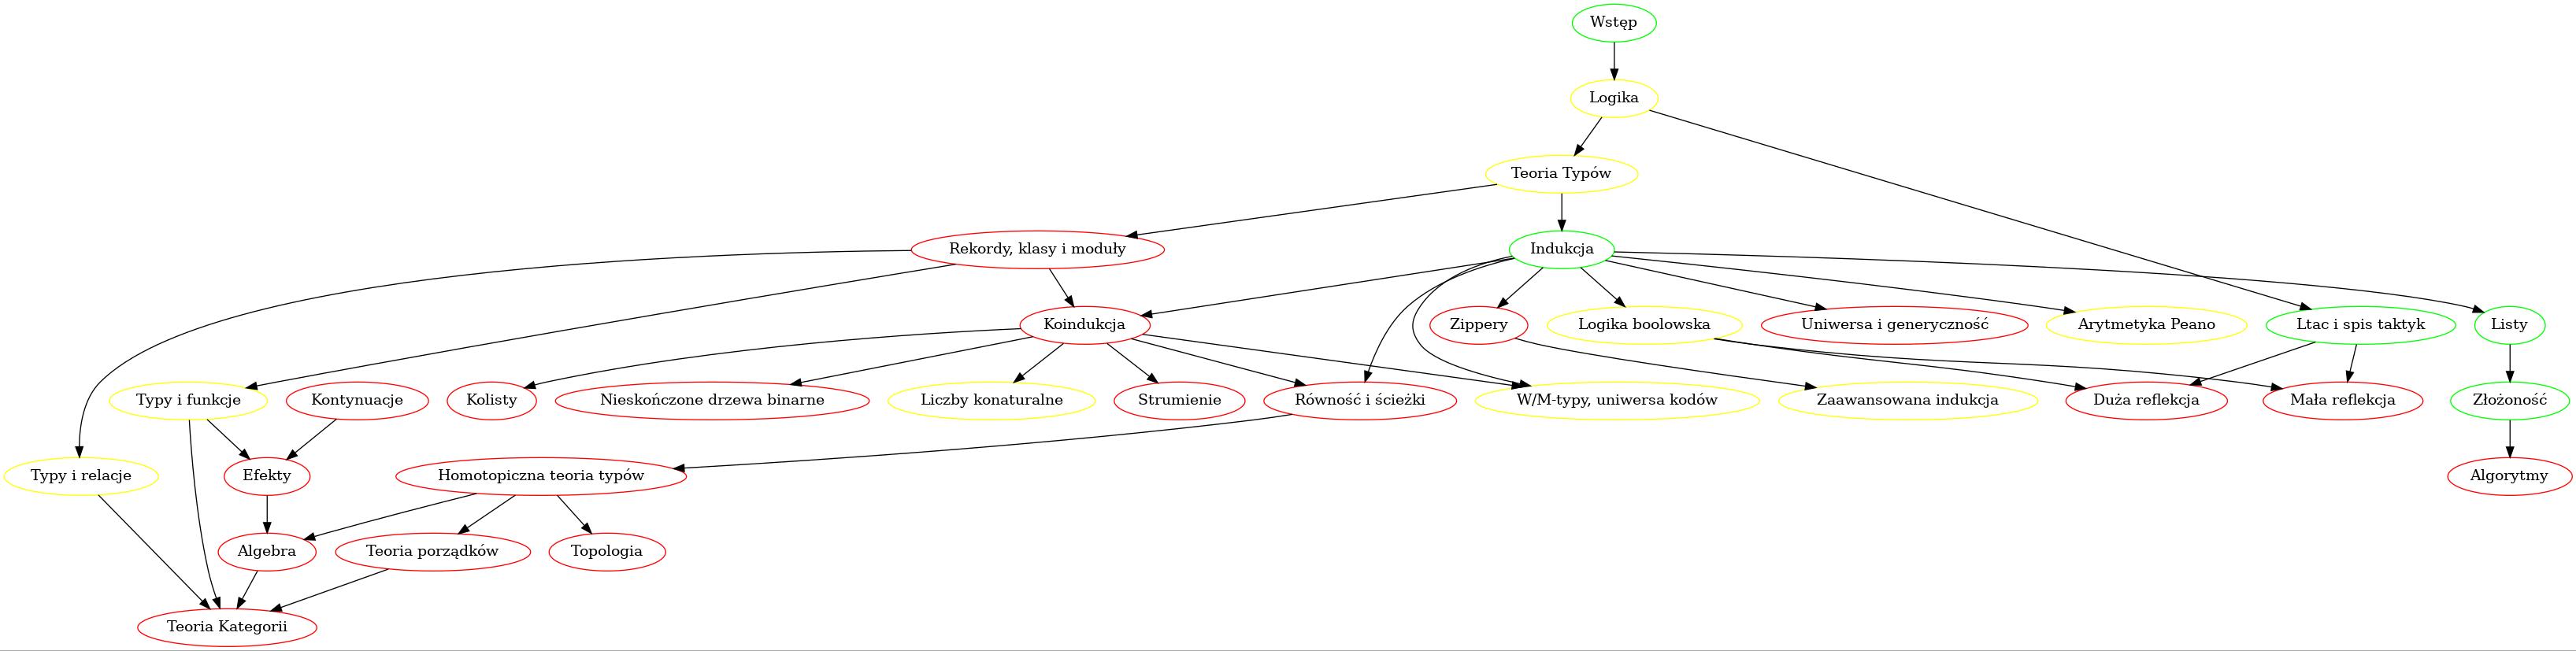 Wstęp
Logika
Teoria Typów
Rekordy, klasy i moduły
Indukcja
Koindukcja
Zippery
Logika boolowska
Uniwersa i generyczność
Arytmetyka Peano
Ltac i spis taktyk
Listy
Typy i funkcje
Kontynuacje
Kolisty
Nieskończone drzewa binarne
Liczby konaturalne
Strumienie
Równość i ścieżki
W/M-typy, uniwersa kodów
Zaawansowana indukcja
Duża reflekcja
Mała reflekcja
Złożoność
Typy i relacje
Efekty
Homotopiczna teoria typów
Algorytmy
Algebra
Teoria porządków
Topologia
Teoria Kategorii